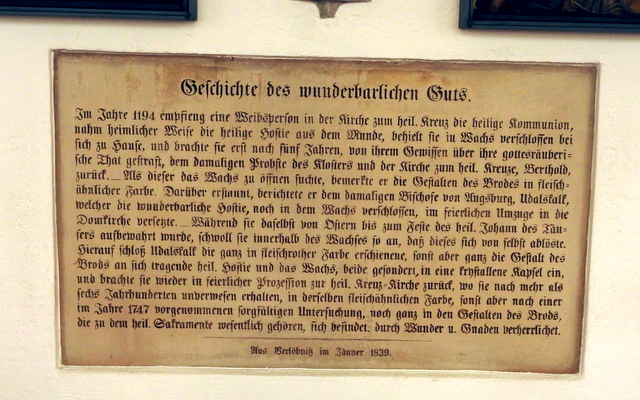 Geschichte des wunderbarlichen Guts.
Im Jahre 1194 empfieng eine Weibsperson in der Kirche zum heil. Kreuz die heilige Kommunion,
nahm heimlicher Weise die heilige Hostie aus dem Munde, behielt sie in Wachs verschlossen bei
sich zu Hause, und brachte sie erst nach fünf Jahren, von ihrem Gewissen über ihre gottesräuberi-
sche That gestraft, dem damaligen Probste des Klosters und der Kirche zum heil. Kreuze, Berthold,
zurück. — Als dieser das Wachs zu öffnen suchte, bemerkte er die Gestalten des Brodes in fleisch-
ähnlicher Farbe. Darüber erstaunt, berichtete er dem damaligen Bischofe von Augsburg, Udalskalk,
welcher die wunderbarliche Hostie, noch in dem Wachs verschlossen, im feierlichen Umzuge in die
Domkirche versetzte. — Während sie daselbst von Ostern bis zum Feste des heil. Johann des Täu-
fers aufbewahrt wurde, schwoll sie innerhalb des Wachses so an, daß dieses sich von selbst ablöste.
Hierauf schloß Udalskalk die ganz in fleischrother Farbe erschienene, sonst aber ganz die Gestalt des
Brods an sich tragende heil. Hostie und das Wachs, beide gesondert, in eine krystallene Kapsel ein,
und brachte sie wieder in feierlicher Prozession zur heil. Kreuz-Kirche zurück, wo sie nach mehr als
sechs Jahrhunderten unverwesen erhalten, in derselben fleischähnlichen Farbe, sonst aber nach einer
im Jahre 1747 vorgenommenen sorgfältigen Untersuchung, noch ganz in den Gestalten des Brods,
die zu dem heil. Sakramente wesentlich gehören, sich befindet: durch Wunder u. Gnaden verherrlichet.
Aus Verlöbniß im Jänner 1839.